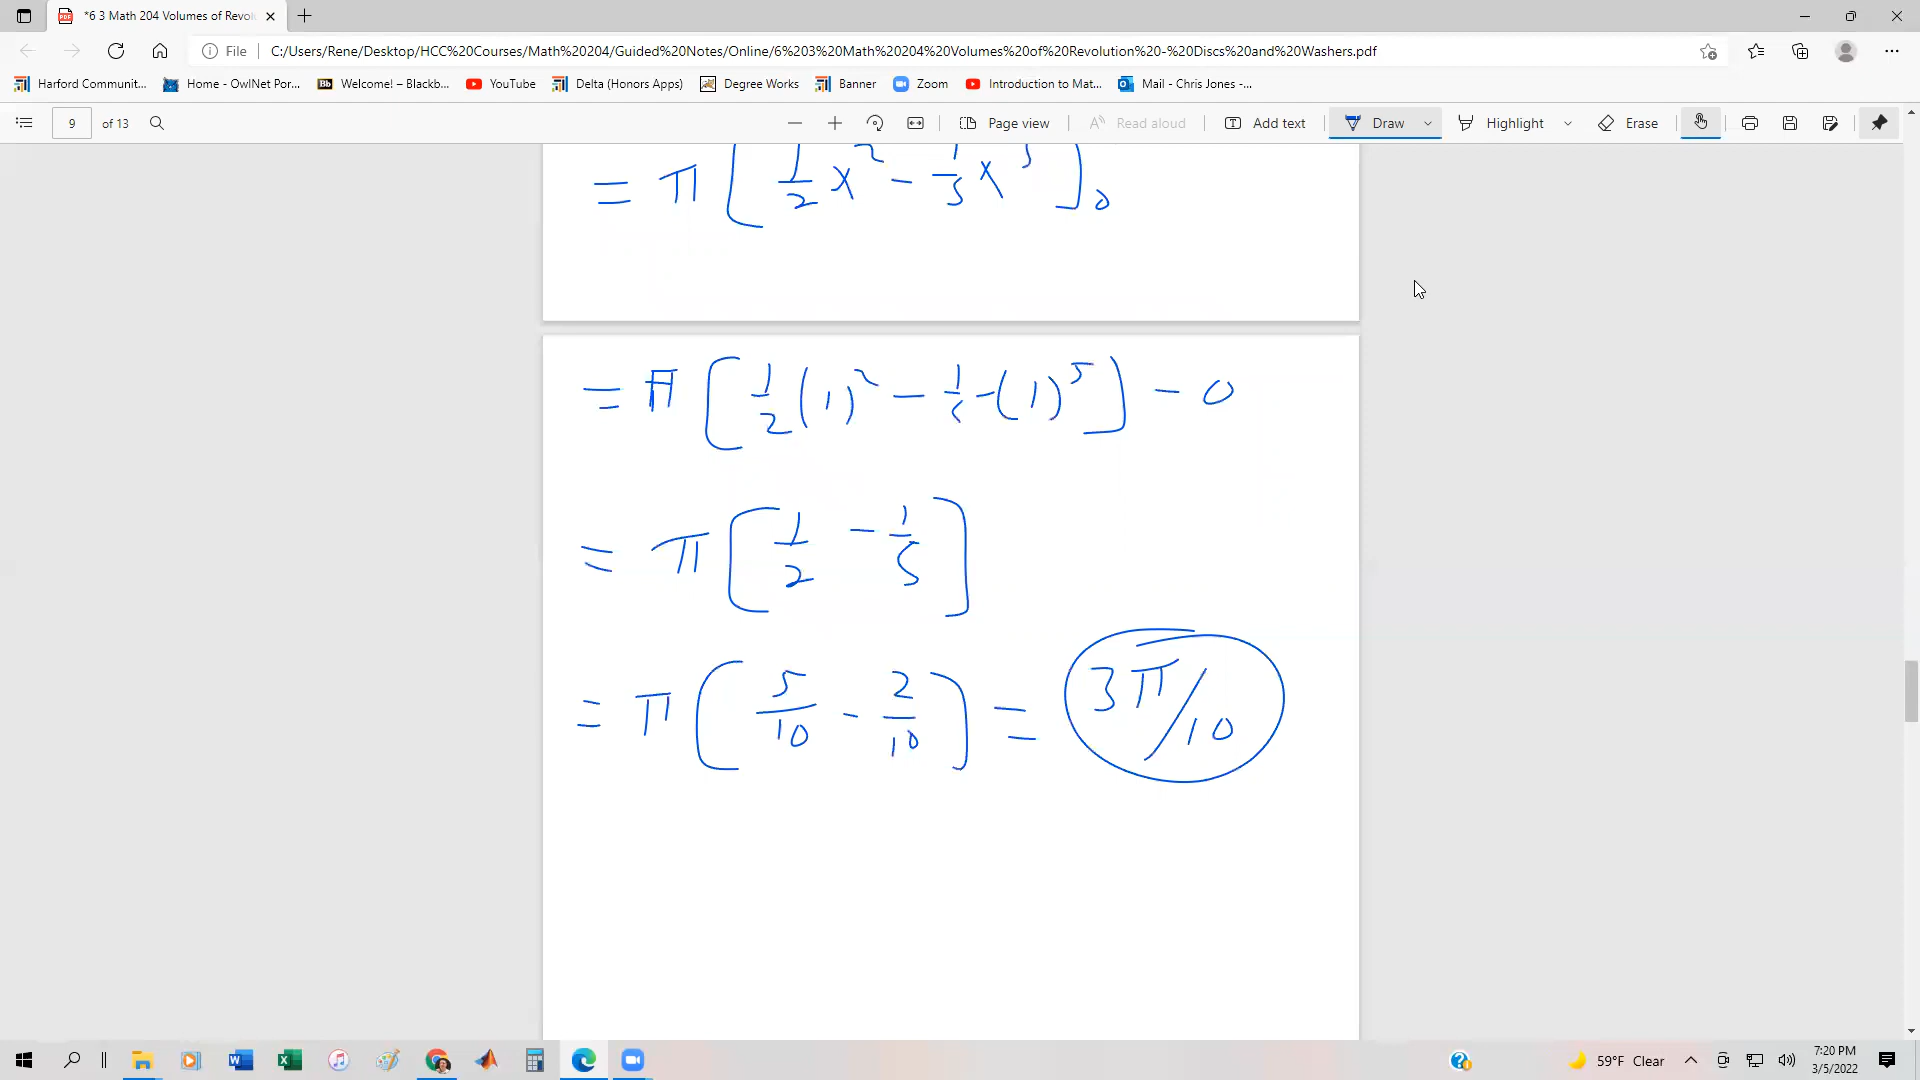 *6 3 Math 204 Volumes of Revol
File C:/Users/Rene/Desktop/HCC%20Courses/Math%20204/Guided%20Notes/Online/6%203%20Math%20204%20Volumes%20of%20Revolution%20-%20Discs%20and%20Washers.pdf
Harford Communit... Home - OwlNet Por... Bb Welcome! – Blackb... YouTube Delta (Honors Apps) Degree Works Banner Zoom Introduction to Mat... Mail - Chris Jones -...
9 of 13 Page view Read aloud Add text Draw Highlight Erase
= π [ 1/2 x^2 - 1/5 x^5 ]_0
= π [ 1/2 (1)^2 - 1/5 (1)^5 ] - 0
= π [ 1/2 - 1/5 ]
= π [ 5/10 - 2/10 ] = 3π/10
59°F Clear 7:20 PM
3/5/2022